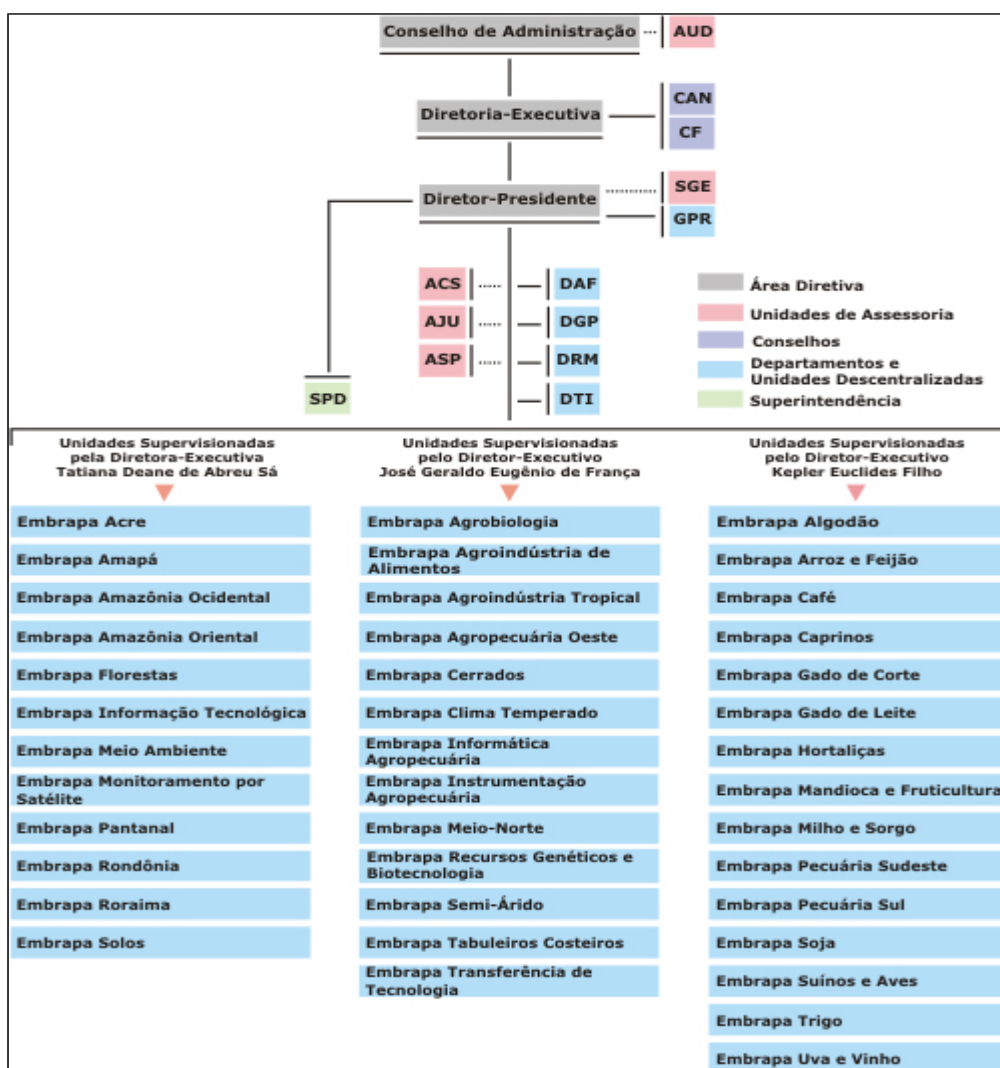 Conselho de Administração
AUD
CAN
Diretoria-Executiva
CF
SGE
Diretor-Presidente
GPR
ACS
DAF
AJU
DGP
ASP
DRM
SPD
DTI
Área Diretiva
Unidades de Assessoria
Conselhos
Departamentos e
Unidades Descentralizadas
Superintendência
Unidades Supervisionadas
pela Diretora-Executiva
Tatiana Deane de Abreu Sá
Embrapa Acre
Embrapa Amapá
Embrapa Amazônia Ocidental
Embrapa Amazônia Oriental
Embrapa Florestas
Embrapa Informação Tecnológica
Embrapa Meio Ambiente
Embrapa Monitoramento por
Satélite
Embrapa Pantanal
Embrapa Rondônia
Embrapa Roraima
Embrapa Solos
Unidades Supervisionadas
pelo Diretor-Executivo
José Geraldo Eugênio de França
Embrapa Agrobiologia
Embrapa Agroindústria de
Alimentos
Embrapa Agroindústria Tropical
Embrapa Agropecuária Oeste
Embrapa Cerrados
Embrapa Clima Temperado
Embrapa Informática
Agropecuária
Embrapa Instrumentação
Agropecuária
Embrapa Meio-Norte
Embrapa Recursos Genéticos e
Biotecnologia
Embrapa Semi-Árido
Embrapa Tabuleiros Costeiros
Embrapa Transferência de
Tecnologia
Unidades Supervisionadas
pelo Diretor-Executivo
Kepler Euclides Filho
Embrapa Algodão
Embrapa Arroz e Feijão
Embrapa Café
Embrapa Caprinos
Embrapa Gado de Corte
Embrapa Gado de Leite
Embrapa Hortaliças
Embrapa Mandioca e Fruticultura
Embrapa Milho e Sorgo
Embrapa Pecuária Sudeste
Embrapa Pecuária Sul
Embrapa Soja
Embrapa Suínos e Aves
Embrapa Trigo
Embrapa Uva e Vinho